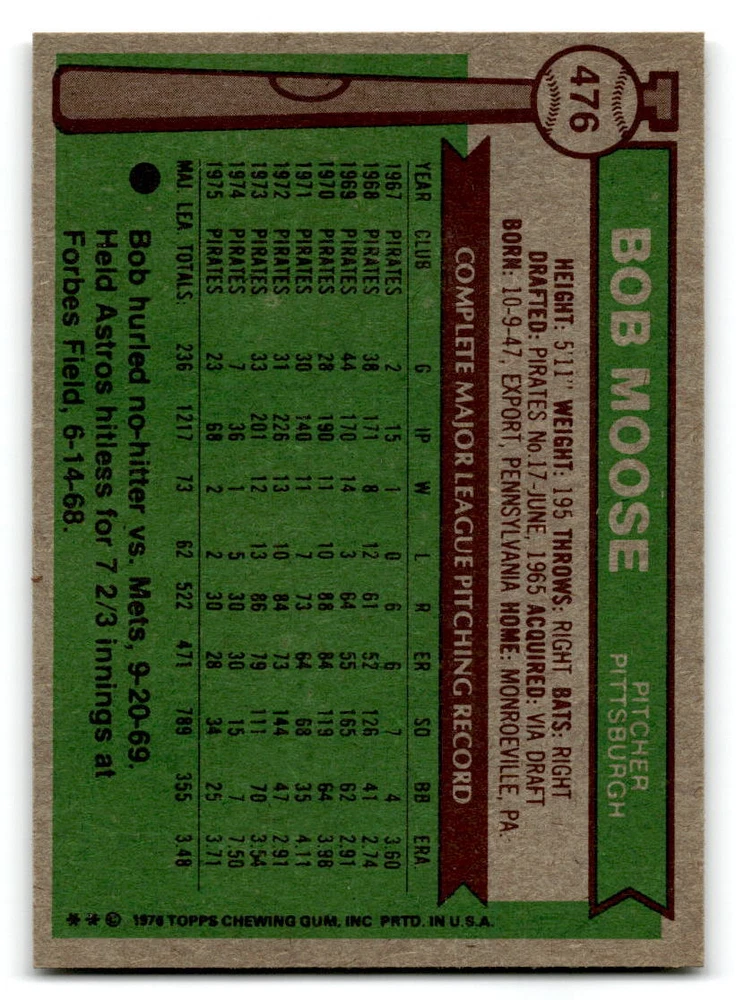 476
BOB MOOSE
PITCHER
PITTSBURGH
HEIGHT: 5'11" WEIGHT: 195 THROWS: RIGHT BATS: RIGHT
DRAFTED: PIRATES No.17-JUNE, 1965 ACQUIRED: VIA DRAFT
BORN: 10-9-47, EXPORT, PENNSYLVANIA HOME: MONROEVILLE, PA.
COMPLETE MAJOR LEAGUE PITCHING RECORD
YEAR CLUB G IP W L R ER SO BB ERA
1967 PIRATES 2 15 1 0 6 6 7 4 3.60
1968 PIRATES 38 171 8 12 61 52 126 41 2.74
1969 PIRATES 44 170 14 3 64 55 165 62 2.91
1970 PIRATES 28 190 11 10 88 84 119 64 3.98
1971 PIRATES 30 140 11 7 73 64 68 35 4.11
1972 PIRATES 31 226 13 10 84 73 144 47 2.91
1973 PIRATES 33 201 12 13 86 79 111 70 3.54
1974 PIRATES 7 36 1 5 30 30 15 7 7.50
1975 PIRATES 23 68 2 2 30 28 34 25 3.71
MAJ. LEA. TOTALS: 236 1217 73 62 522 471 789 355 3.48
Bob hurled no-hitter vs. Mets, 9-20-69.
Held Astros hitless for 7 2/3 innings at
Forbes Field, 6-14-68.
** © 1976 TOPPS CHEWING GUM, INC PRTD. IN U.S.A.